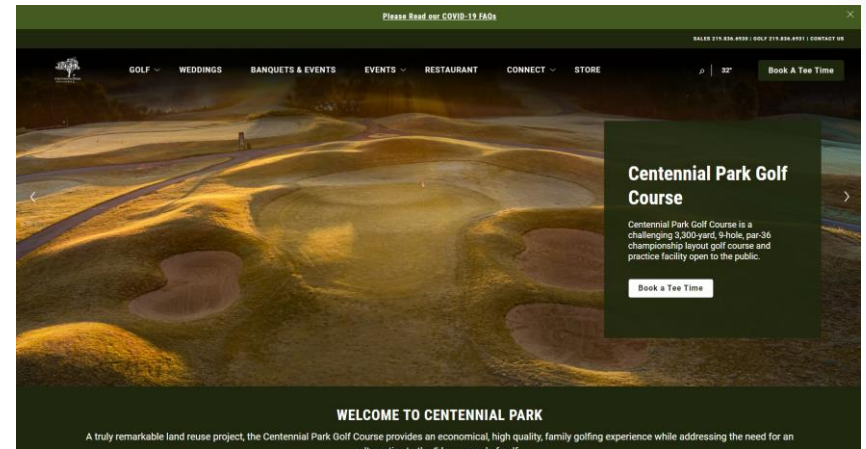 Please Read our COVID-19 FAQs
SALES 219.836.6930 | GOLF 219.836.6931 | CONTACT US
GOLF WEDDINGS BANQUETS & EVENTS EVENTS RESTAURANT CONNECT STORE 32° Book A Tee Time
Centennial Park Golf
Course
Centennial Park Golf Course is a
challenging 3,300-yard, 9-hole, par-36
championship layout golf course and
practice facility open to the public.
Book a Tee Time
WELCOME TO CENTENNIAL PARK
A truly remarkable land reuse project, the Centennial Park Golf Course provides an economical, high quality, family golfing experience while addressing the need for an